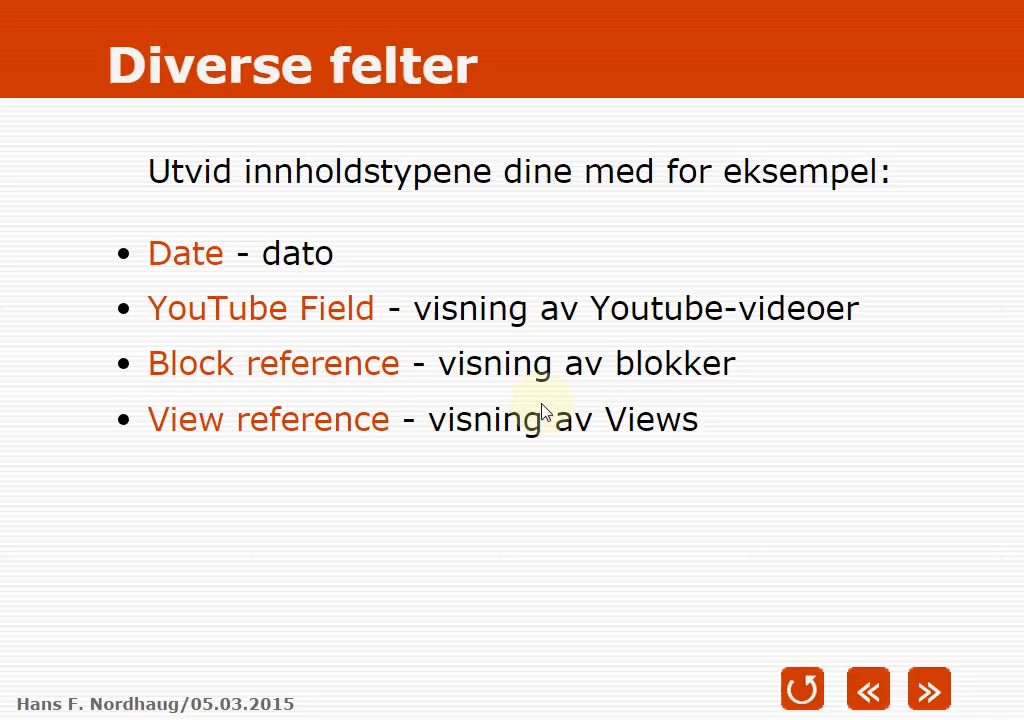 Diverse felter
Utvid innholdstypene dine med for eksempel:
• Date - dato
• YouTube Field - visning av Youtube-videoer
• Block reference - visning av blokker
• View reference - visning av Views
Hans F. Nordhaug/05.03.2015